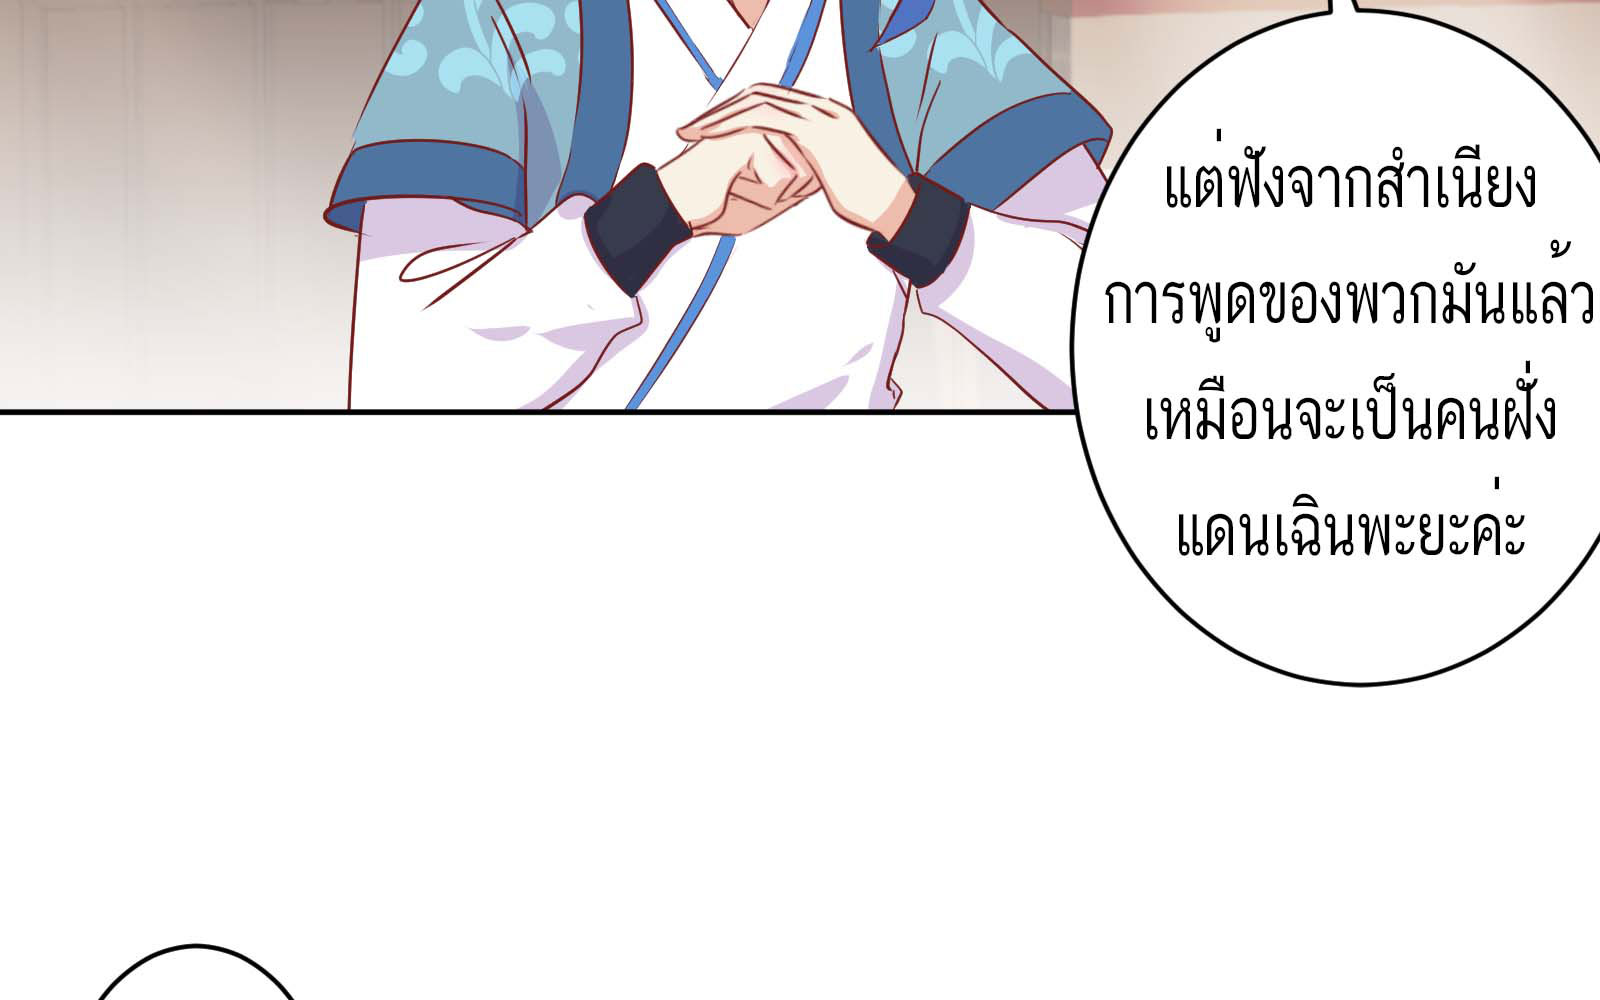 แต่ฟังจากสำเนียง
การพูดของพวกมันแล้ว
เหมือนจะเป็นคนฝั่ง
แดนเฉินพะยะค่ะ